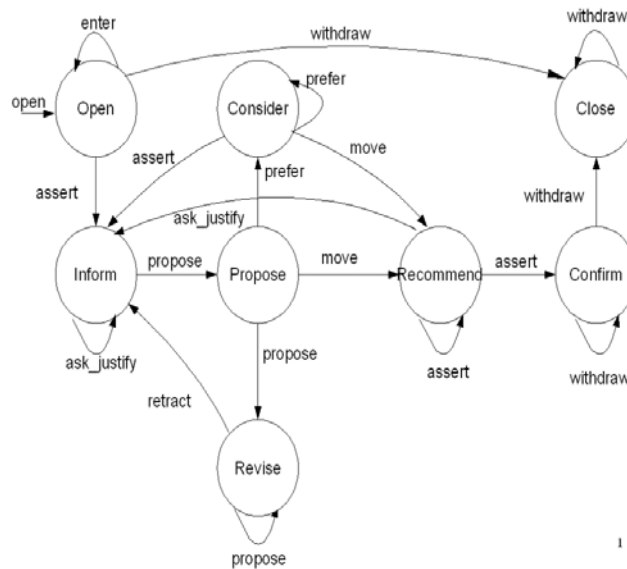 enter
withdraw
withdraw
open
Open
Consider
prefer
Close
assert
move
assert
prefer
withdraw
ask_justify
Inform
propose
Propose
move
Recommend
assert
Confirm
ask_justify
propose
assert
withdraw
retract
Revise
propose
1